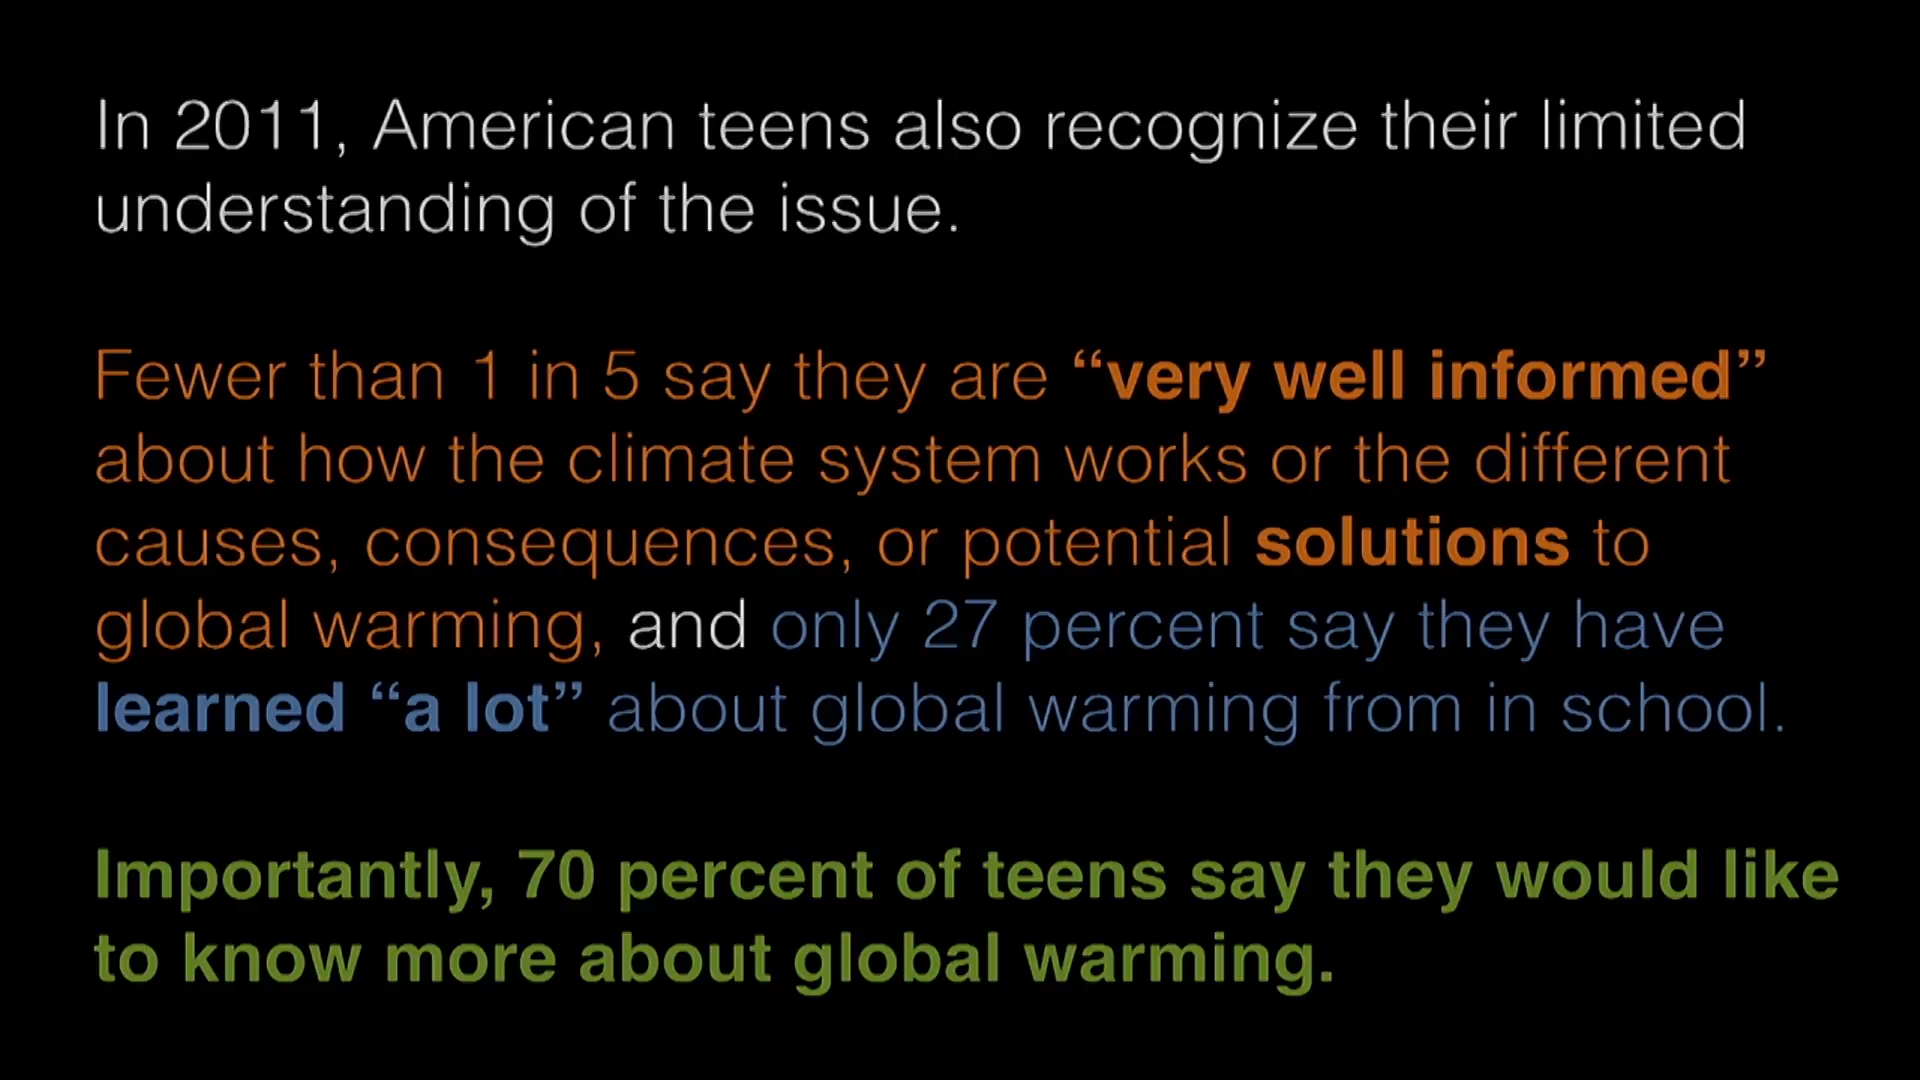 In 2011, American teens also recognize their limited
understanding of the issue.
Fewer than 1 in 5 say they are “very well informed”
about how the climate system works or the different
causes, consequences, or potential solutions to
global warming, and only 27 percent say they have
learned “a lot” about global warming from in school.
Importantly, 70 percent of teens say they would like
to know more about global warming.